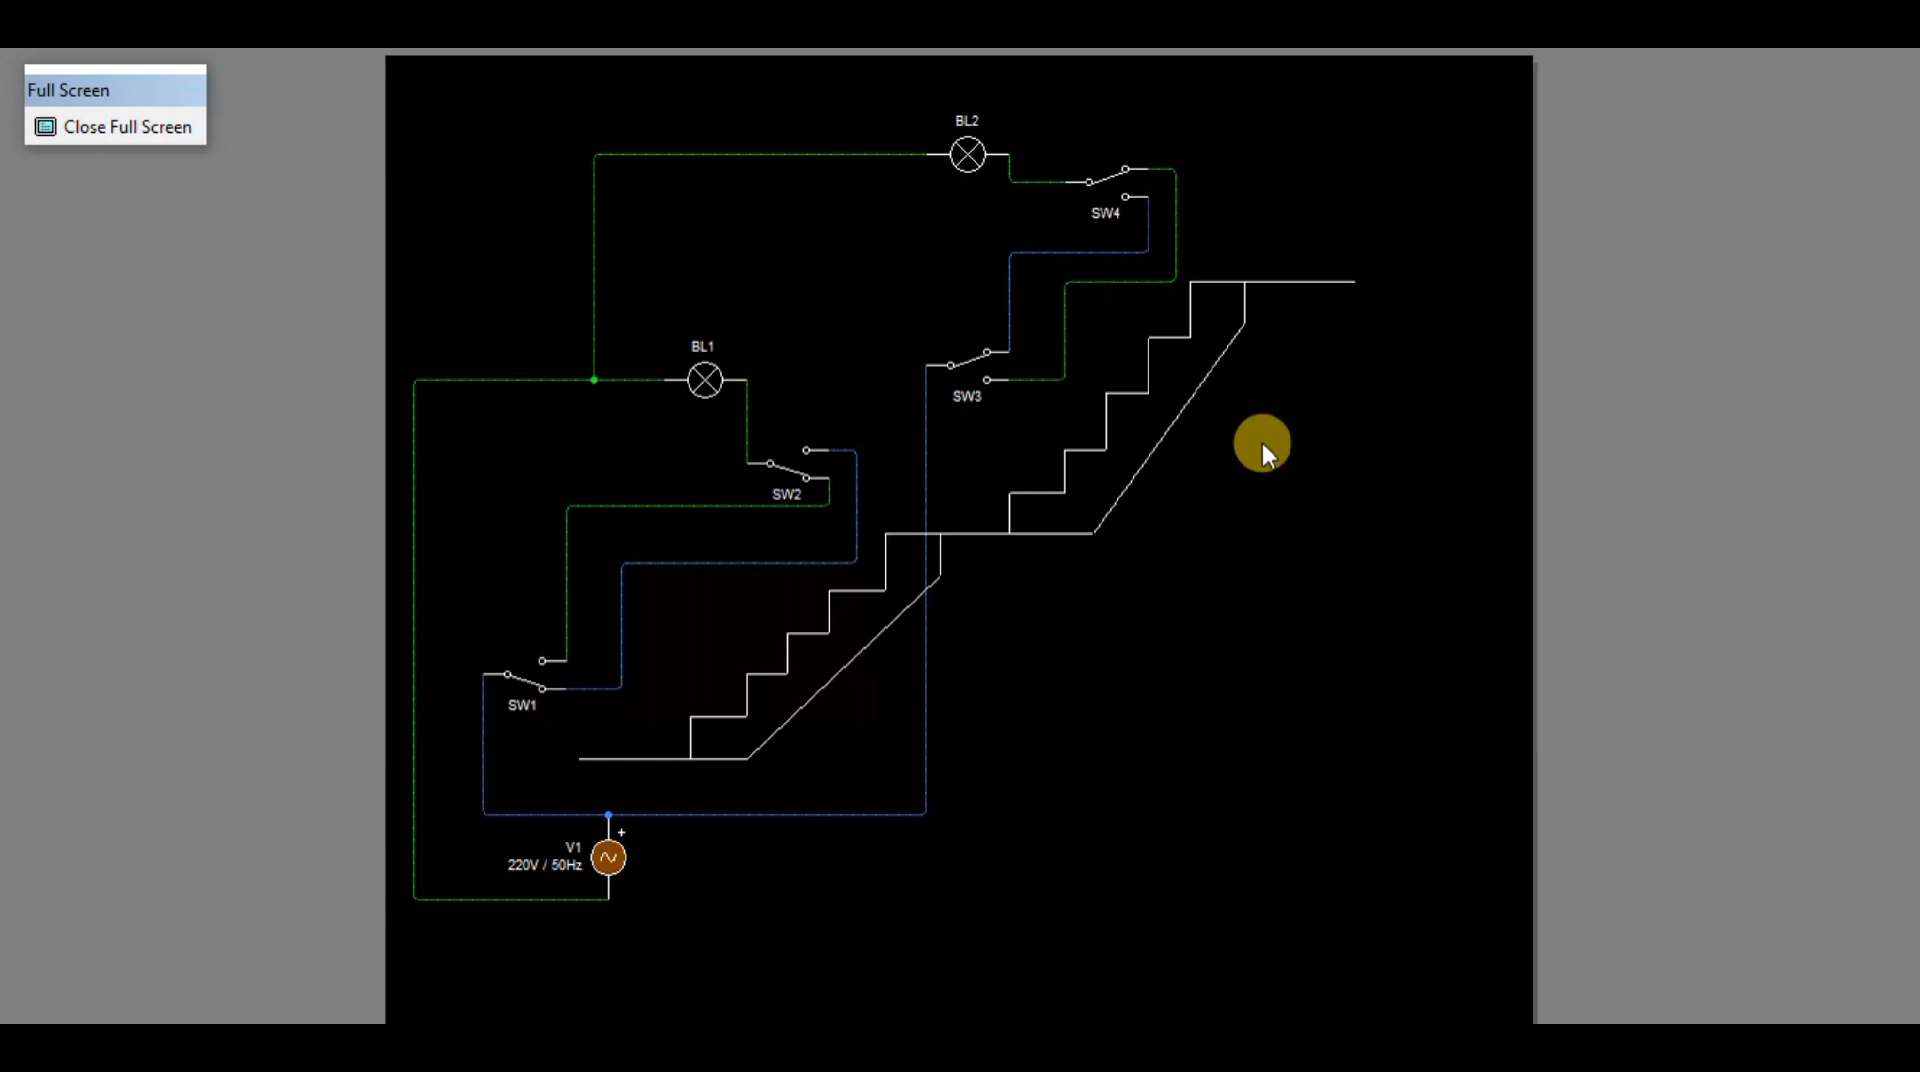 Full Screen
Close Full Screen
BL2
SW4
BL1
SW3
SW2
SW1
+
V1
220V / 50Hz